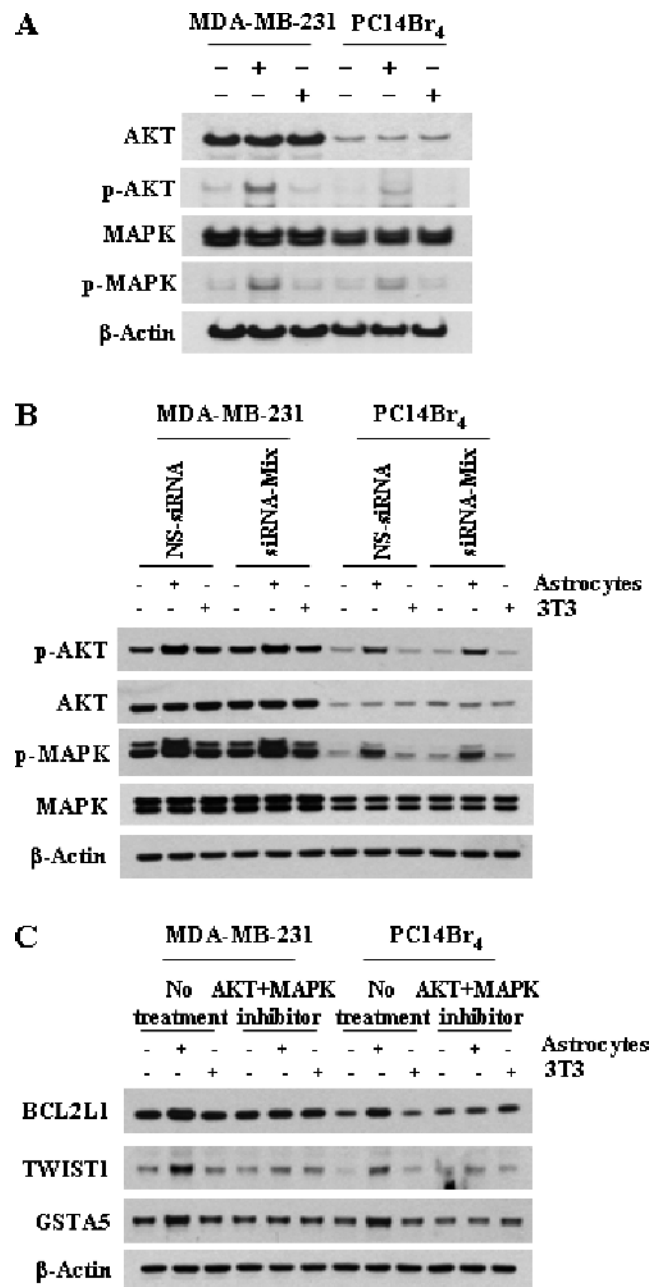 A
MDA-MB-231 PC14Br4
- + - - + -
- - + - - +
AKT
p-AKT
MAPK
p-MAPK
β-Actin
B
MDA-MB-231 PC14Br4
NS-siRNA siRNA-Mix NS-siRNA siRNA-Mix
- + - - + - - + - - + - Astrocytes
- - + - - + - - + - - + 3T3
p-AKT
AKT
p-MAPK
MAPK
β-Actin
C
MDA-MB-231 PC14Br4
No AKT+MAPK No AKT+MAPK
treatment inhibitor treatment inhibitor
- + - - + - - + - - + - Astrocytes
- - + - - + - - + - - + 3T3
BCL2L1
TWIST1
GSTA5
β-Actin